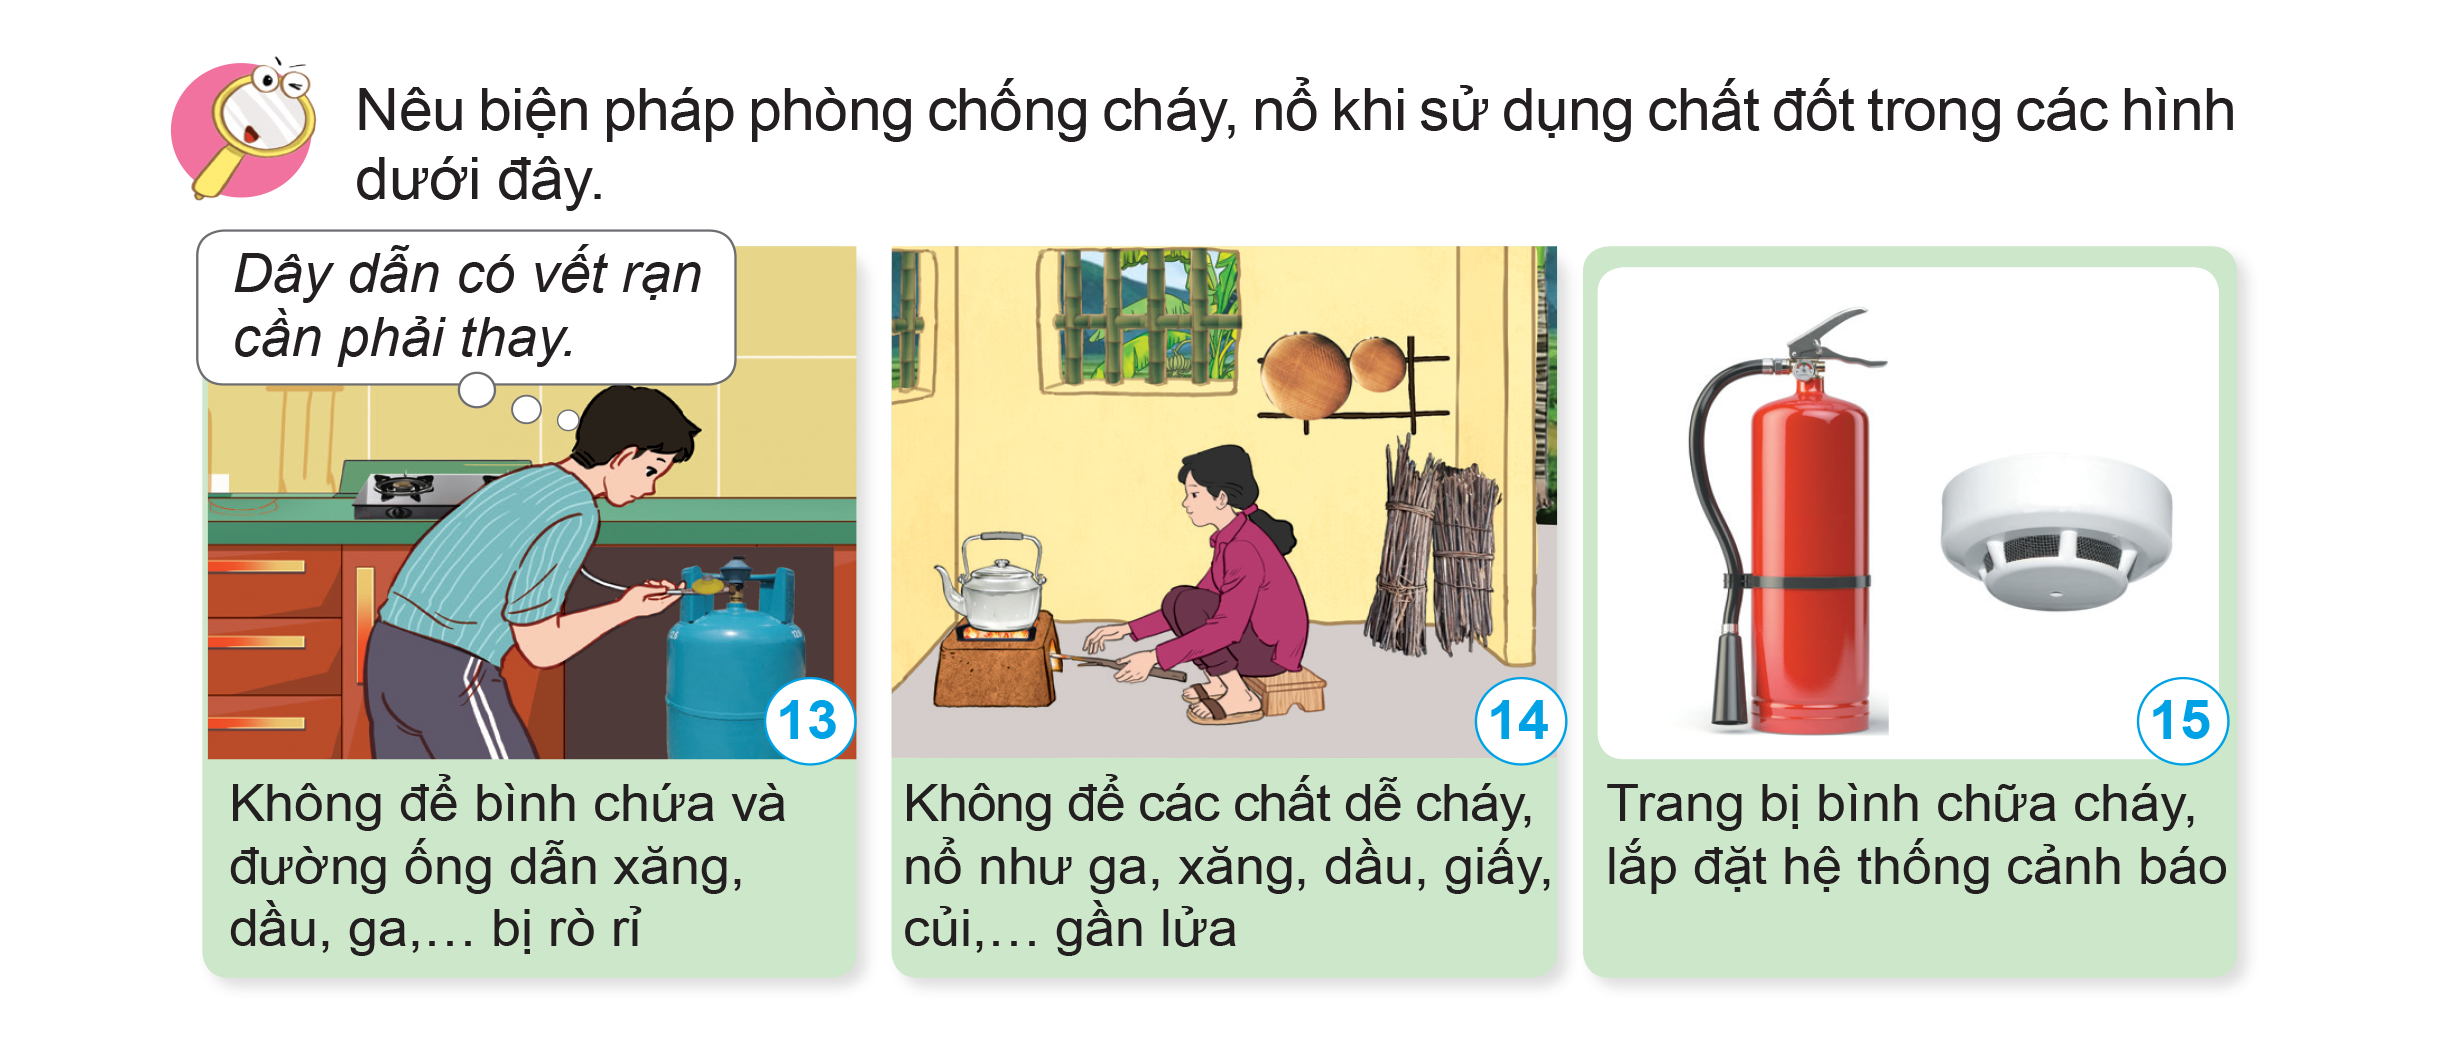 Nêu biện pháp phòng chống cháy, nổ khi sử dụng chất đốt trong các hình
dưới đây.
Dây dẫn có vết rạn
cần phải thay.
13
Không để bình chứa và
đường ống dẫn xăng,
dầu, ga,... bị rò rỉ
14
Không để các chất dễ cháy,
nổ như ga, xăng, dầu, giấy,
củi,... gần lửa
15
Trang bị bình chữa cháy,
lắp đặt hệ thống cảnh báo